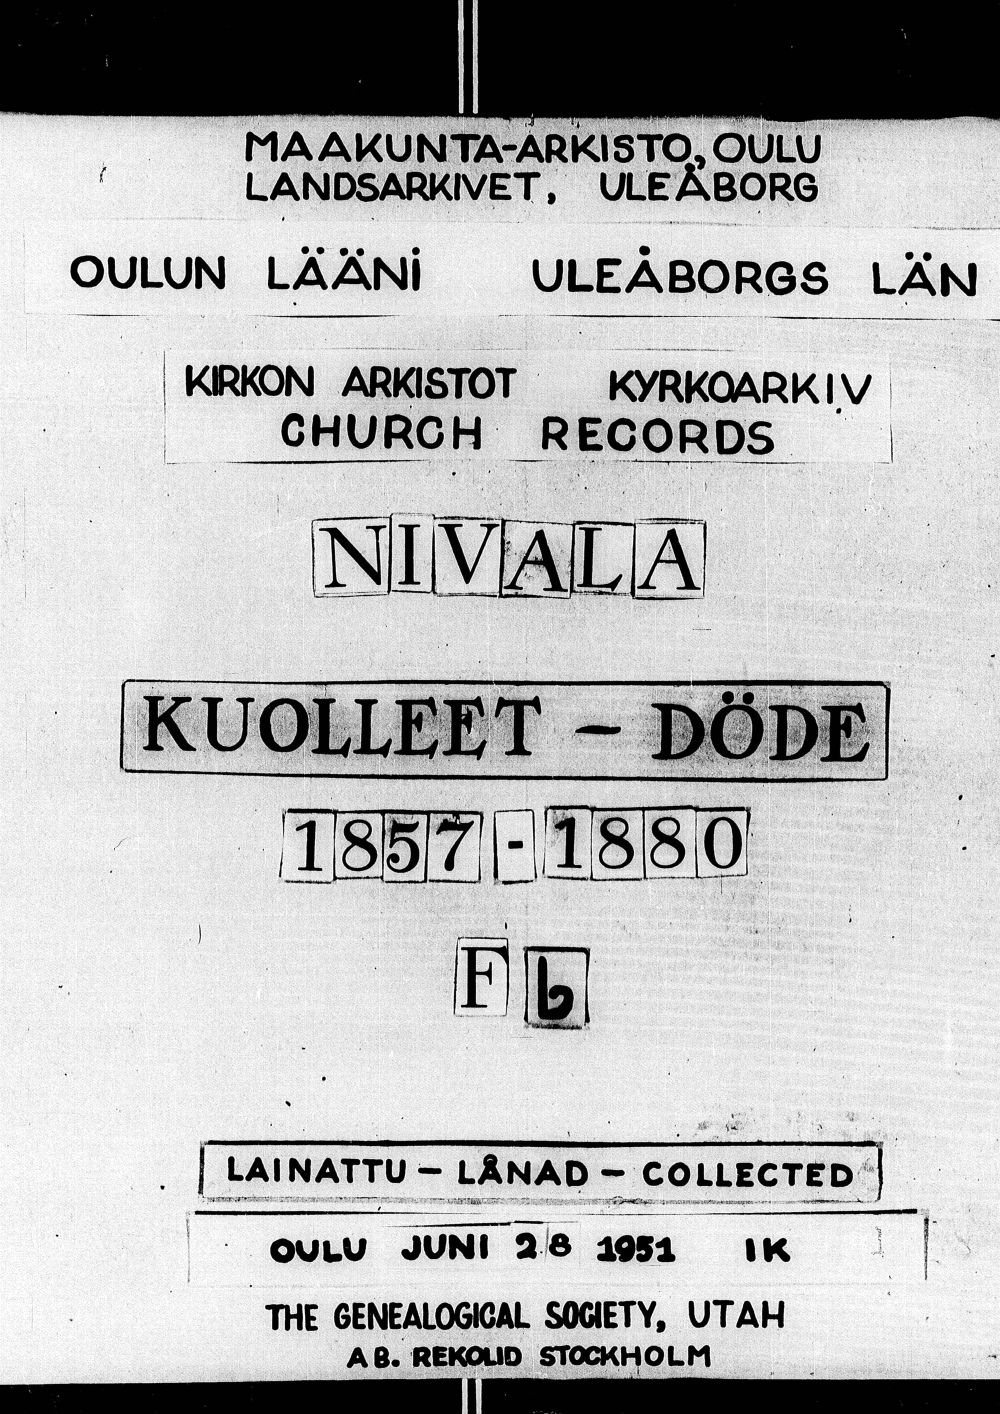 MAAKUNTA-ARKISTO, OULU
LANDSARKIVET, ULEÅBORG
OULUN LÄÄNI ULEÅBORGS LÄN
KIRKON ARKISTOT KYRKOARKIV
CHURCH RECORDS
NIVALA
KUOLLEET - DÖDE
1857-1880
F b
LAINATTU - LÅNAD - COLLECTED
OULU JUNI 28 1951 IK
THE GENEALOGICAL SOCIETY, UTAH
AB. REKOLID STOCKHOLM